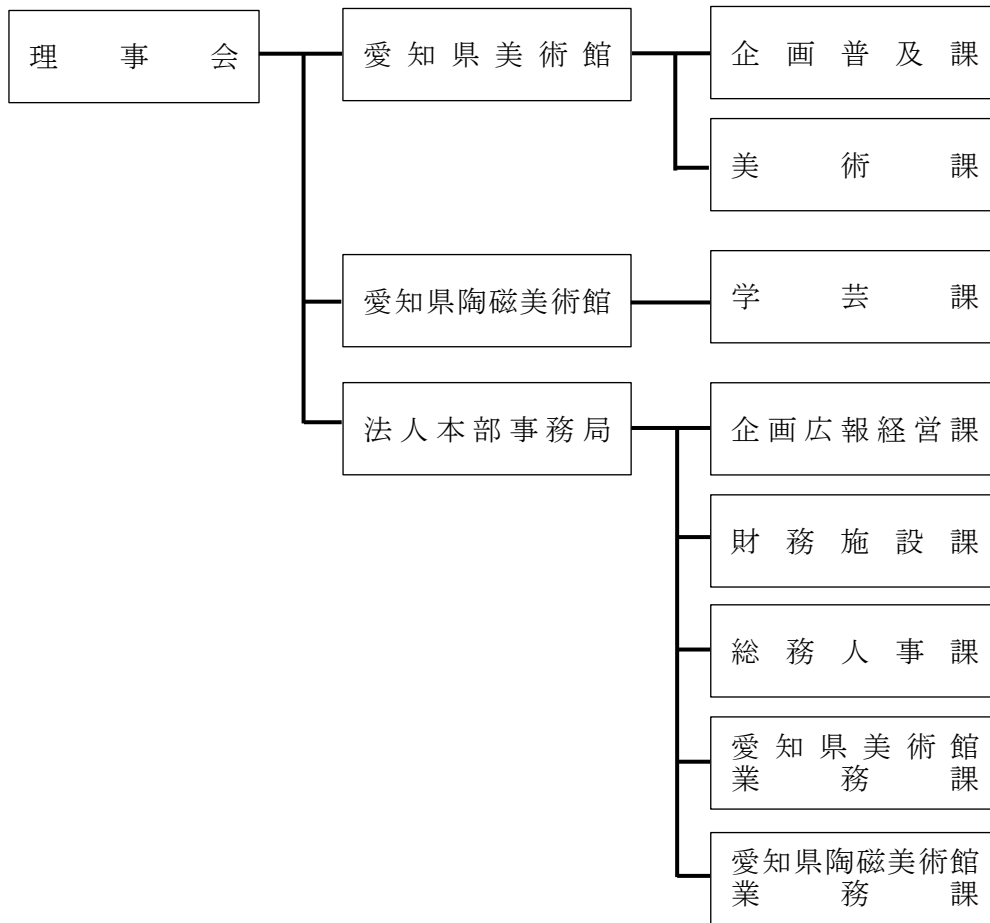 理事会
愛知県美術館
企画普及課
美術課
愛知県陶磁美術館
学芸課
法人本部事務局
企画広報経営課
財務施設課
総務人事課
愛知県美術館
業務課
愛知県陶磁美術館
業務課